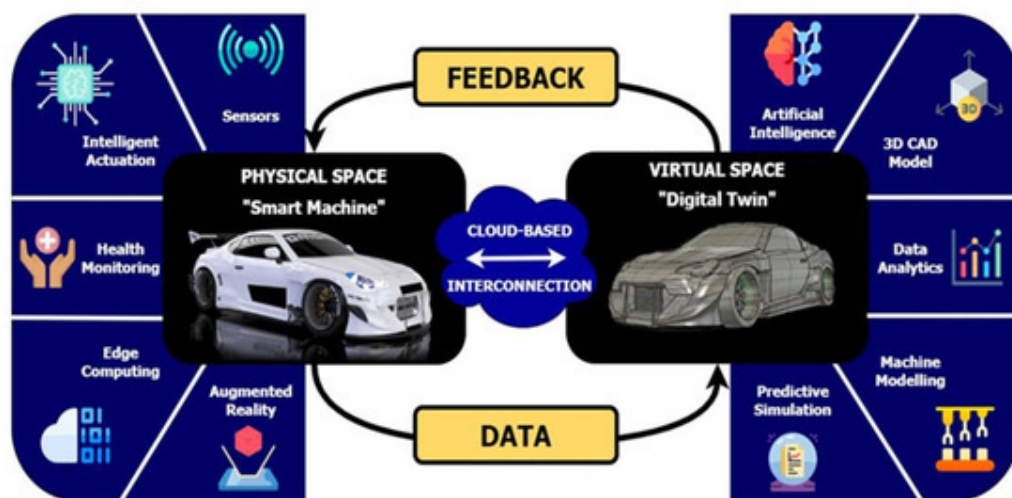 FEEDBACK
Sensors
Intelligent
Actuation
Health
Monitoring
Edge
Computing
Augmented
Reality
PHYSICAL SPACE
"Smart Machine"
CLOUD-BASED
INTERCONNECTION
VIRTUAL SPACE
"Digital Twin"
Artificial
Intelligence
3D
3D CAD
Model
Data
Analytics
Machine
Modelling
Predictive
Simulation
DATA